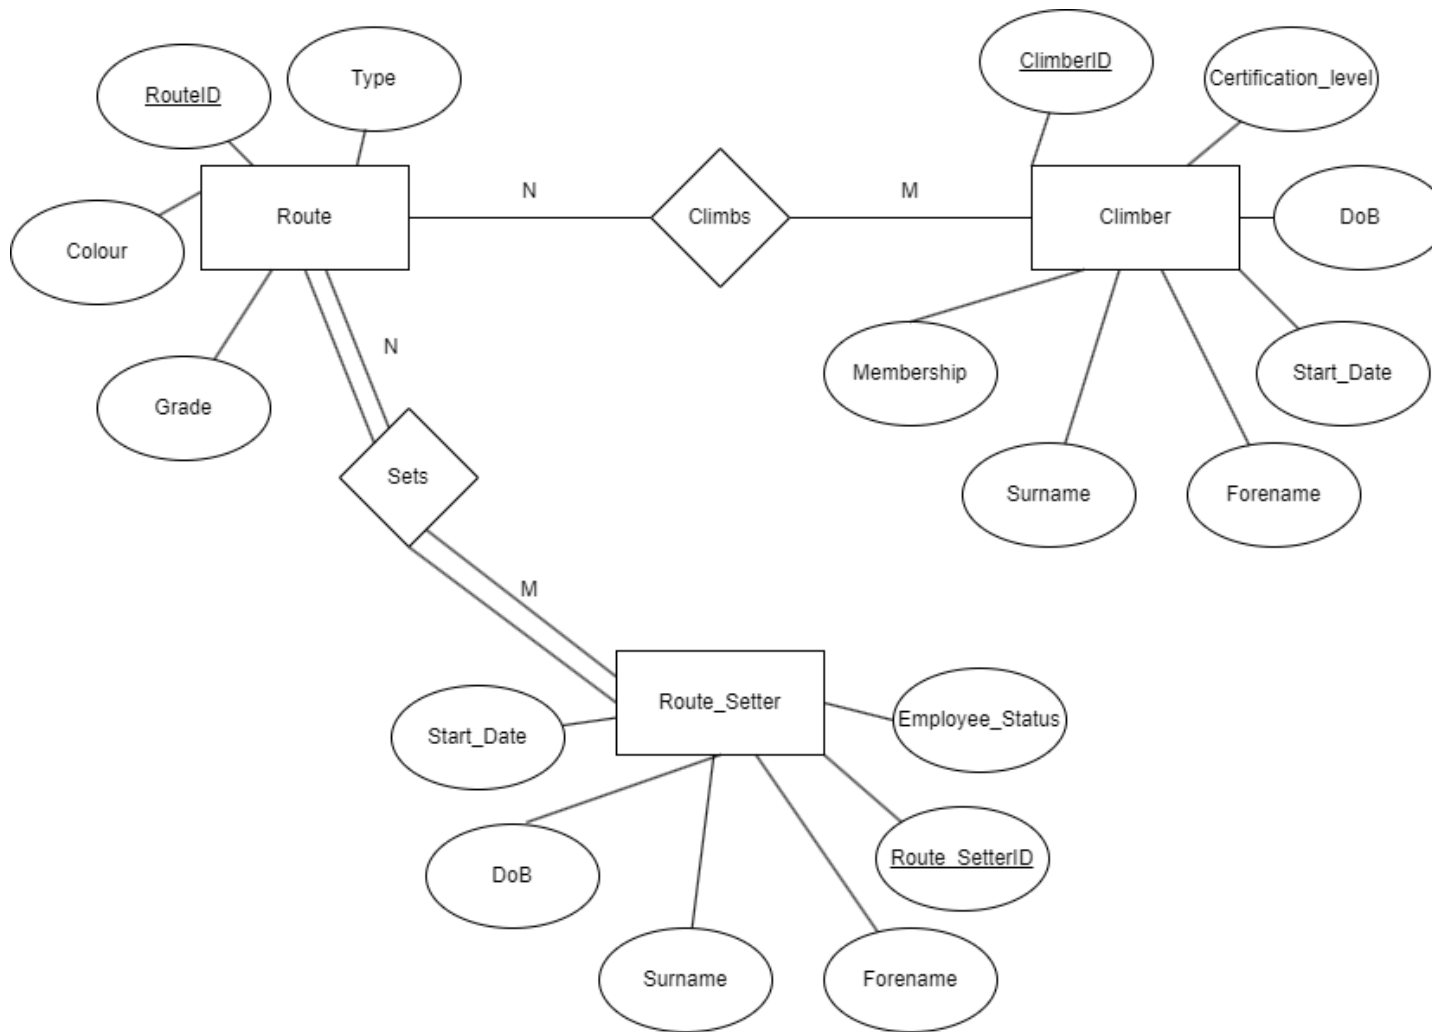 ClimberID
Type
Certification_level
RouteID
N
M
Route
Climbs
Climber
DoB
Colour
N
Membership
Start_Date
Grade
Sets
Surname
Forename
M
Route_Setter
Employee_Status
Start_Date
Route_SetterID
DoB
Surname
Forename